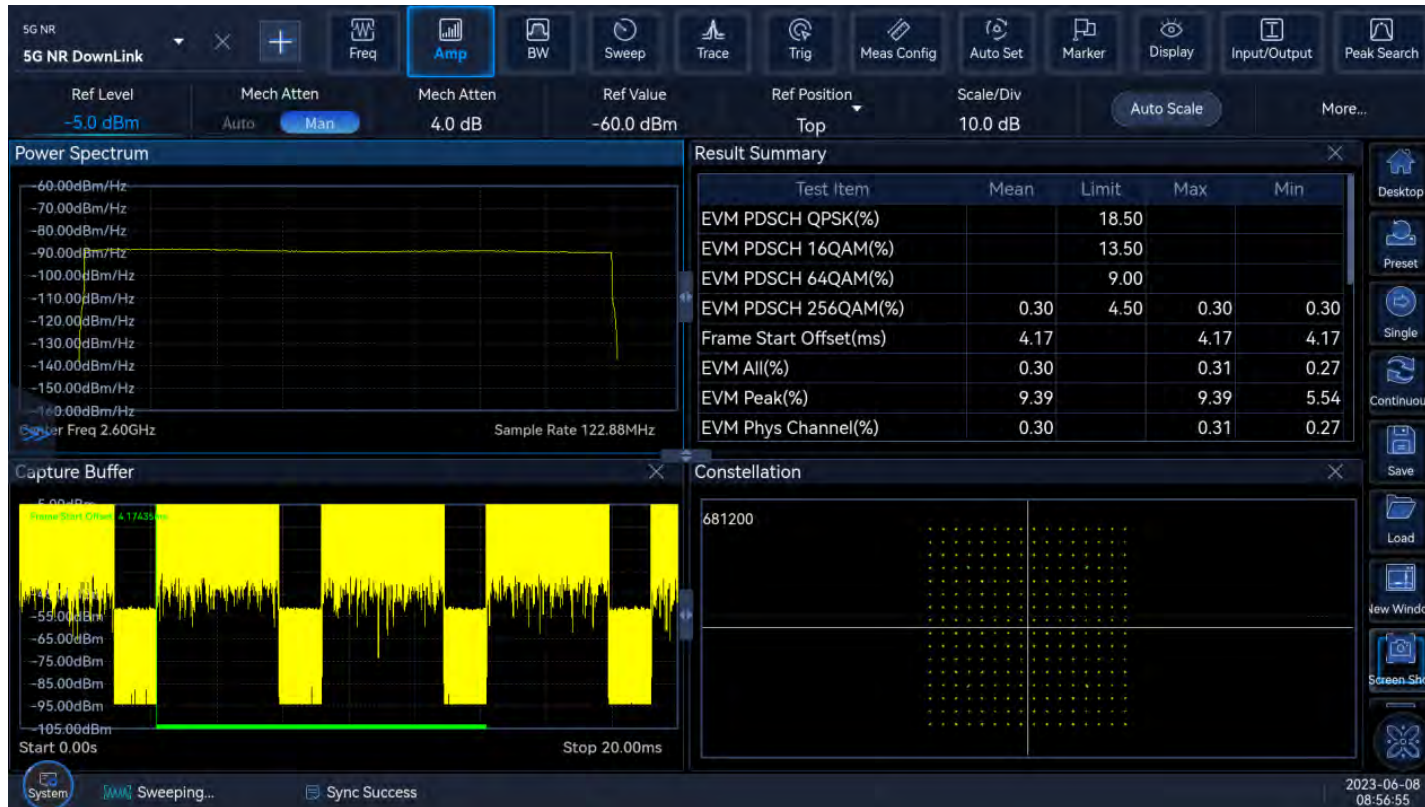 5G NR
5G NR DownLink
Freq
Amp
BW
Sweep
Trace
Trig
Meas Config
Auto Set
Marker
Display
Input/Output
Peak Search
Ref Level
-5.0 dBm
Mech Atten
Auto Man
Mech Atten
4.0 dB
Ref Value
-60.0 dBm
Ref Position
Top
Scale/Div
10.0 dB
Auto Scale
More...
Power Spectrum
-60.00dBm/Hz
-70.00dBm/Hz
-80.00dBm/Hz
-90.00dBm/Hz
-100.00dBm/Hz
-110.00dBm/Hz
-120.00dBm/Hz
-130.00dBm/Hz
-140.00dBm/Hz
-150.00dBm/Hz
-160.00dBm/Hz
Center Freq 2.60GHz Sample Rate 122.88MHz
Result Summary
Test Item Mean Limit Max Min
EVM PDSCH QPSK(%) 18.50
EVM PDSCH 16QAM(%) 13.50
EVM PDSCH 64QAM(%) 9.00
EVM PDSCH 256QAM(%) 0.30 4.50 0.30 0.30
Frame Start Offset(ms) 4.17 4.17 4.17
EVM All(%) 0.30 0.31 0.27
EVM Peak(%) 9.39 9.39 5.54
EVM Phys Channel(%) 0.30 0.31 0.27
Capture Buffer
Frame Start Offset: 4.17435ms
-55.00dBm
-65.00dBm
-75.00dBm
-85.00dBm
-95.00dBm
-105.00dBm
Start 0.00s Stop 20.00ms
Constellation
681200
Desktop
Preset
Single
Continuou
Save
Load
New Windo
Screen Sho
System
Sweeping...
Sync Success
2023-06-08
08:56:55